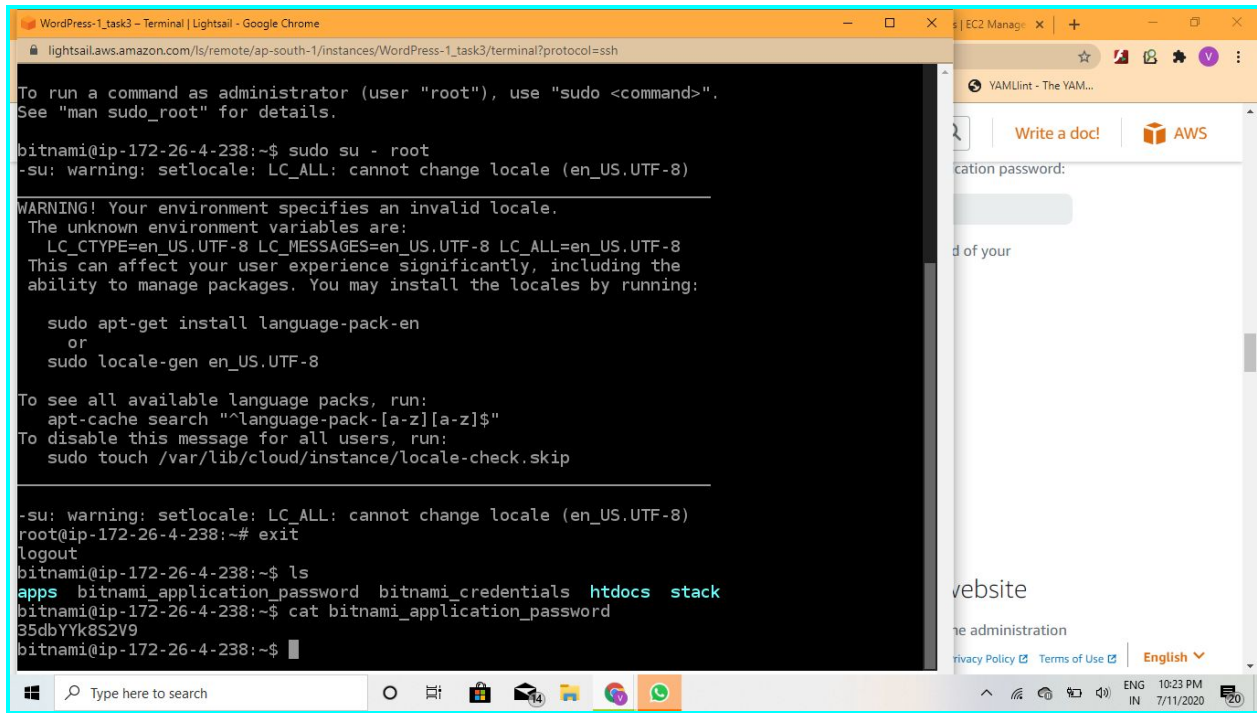 WordPress-1_task3 – Terminal | Lightsail - Google Chrome
lightsail.aws.amazon.com/ls/remote/ap-south-1/instances/WordPress-1_task3/terminal?protocol=ssh
To run a command as administrator (user "root"), use "sudo <command>".
See "man sudo_root" for details.
bitnami@ip-172-26-4-238:~$ sudo su - root
-su: warning: setlocale: LC_ALL: cannot change locale (en_US.UTF-8)
WARNING! Your environment specifies an invalid locale.
The unknown environment variables are:
LC_CTYPE=en_US.UTF-8 LC_MESSAGES=en_US.UTF-8 LC_ALL=en_US.UTF-8
This can affect your user experience significantly, including the
ability to manage packages. You may install the locales by running:
sudo apt-get install language-pack-en
or
sudo locale-gen en_US.UTF-8
To see all available language packs, run:
apt-cache search "^language-pack-[a-z][a-z]$"
To disable this message for all users, run:
sudo touch /var/lib/cloud/instance/locale-check.skip
-su: warning: setlocale: LC_ALL: cannot change locale (en_US.UTF-8)
root@ip-172-26-4-238:~# exit
logout
bitnami@ip-172-26-4-238:~$ ls
apps bitnami_application_password bitnami_credentials htdocs stack
bitnami@ip-172-26-4-238:~$ cat bitnami_application_password
35dbYYk8S2V9
bitnami@ip-172-26-4-238:~$
s | EC2 Manage
V
YAMLlint - The YAM...
Write a doc! AWS
cation password:
d of your
website
he administration
rivacy Policy Terms of Use English
Type here to search
14
ENG 10:23 PM
IN 7/11/2020
20